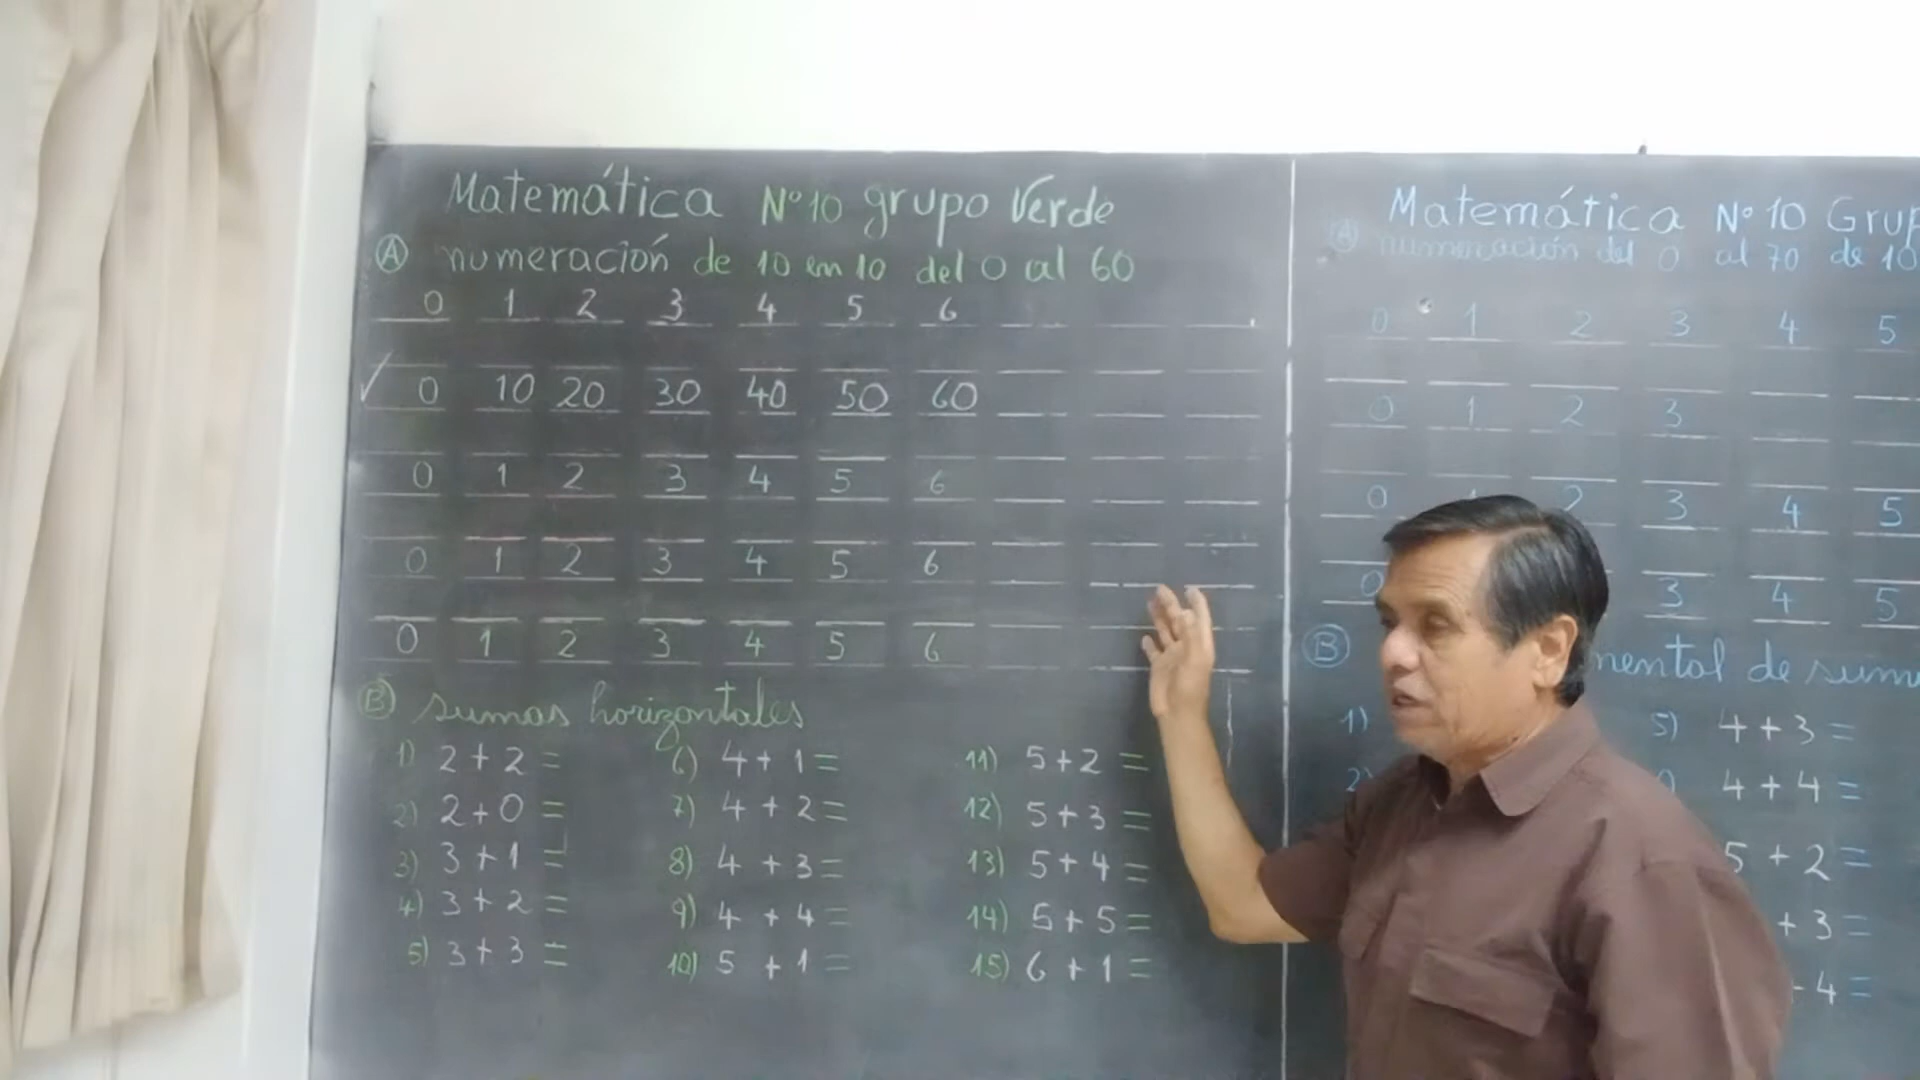 Matemática Nº 10 grupo Verde
A numeración de 10 en 10 del 0 al 60
0 1 2 3 4 5 6
✓ 0 10 20 30 40 50 60
0 1 2 3 4 5 6
0 1 2 3 4 5 6
0 1 2 3 4 5 6
B) sumas horizontales
1) 2 + 2 =
2) 2 + 0 =
3) 3 + 1 =
4) 3 + 2 =
5) 3 + 3 =
6) 4 + 1 =
7) 4 + 2 =
8) 4 + 3 =
9) 4 + 4 =
10) 5 + 1 =
11) 5 + 2 =
12) 5 + 3 =
13) 5 + 4 =
14) 5 + 5 =
15) 6 + 1 =
Matemática Nº 10 Grup
A numeración del 0 al 70 de 10
0 1 2 3 4 5
0 1 2 3
0 1 2 3 4 5
0 3 4 5
B mental de suma
1)
2)
5) 4 + 3 =
4 + 4 =
5 + 2 =
+ 3 =
4 =